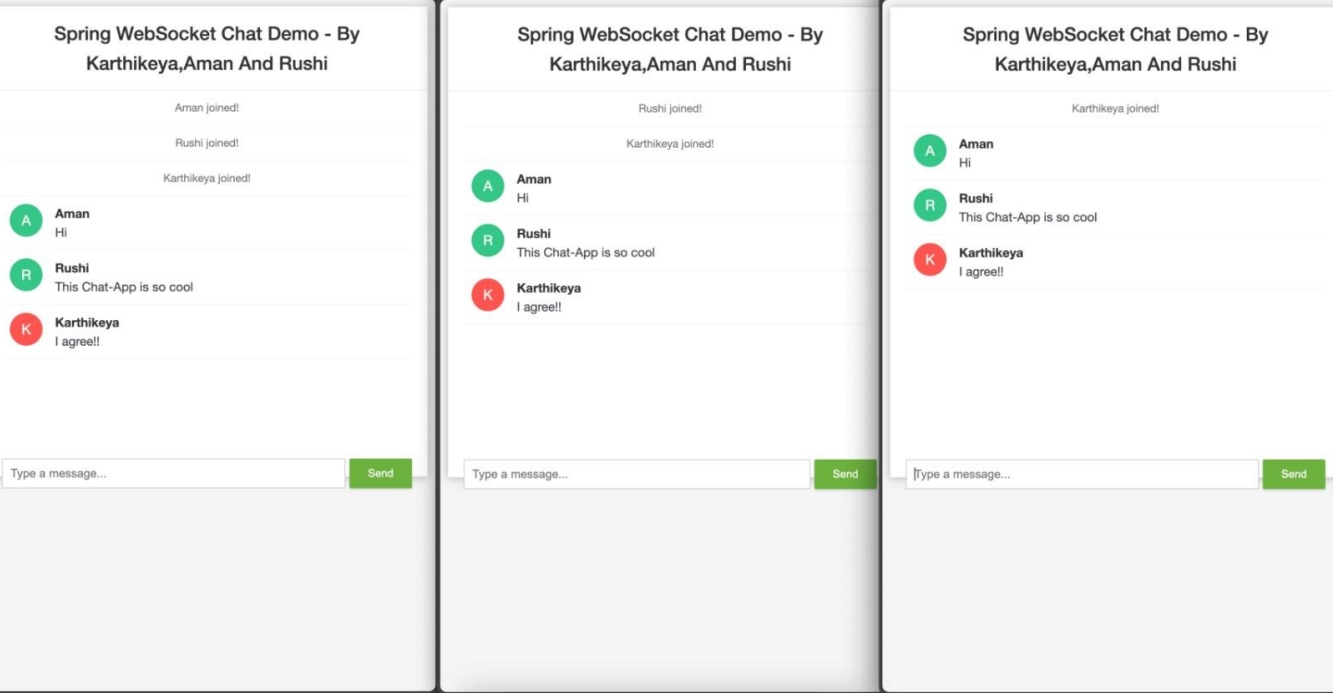 Spring WebSocket Chat Demo - By
Karthikeya,Aman And Rushi
Aman joined!
Rushi joined!
Karthikeya joined!
A
Aman
Hi
R
Rushi
This Chat-App is so cool
K
Karthikeya
I agree!!
Type a message...
Send
Spring WebSocket Chat Demo - By
Karthikeya,Aman And Rushi
Rushi joined!
Karthikeya joined!
A
Aman
Hi
R
Rushi
This Chat-App is so cool
K
Karthikeya
I agree!!
Type a message...
Send
Spring WebSocket Chat Demo - By
Karthikeya,Aman And Rushi
Karthikeya joined!
A
Aman
Hi
R
Rushi
This Chat-App is so cool
K
Karthikeya
I agree!!
Type a message...
Send